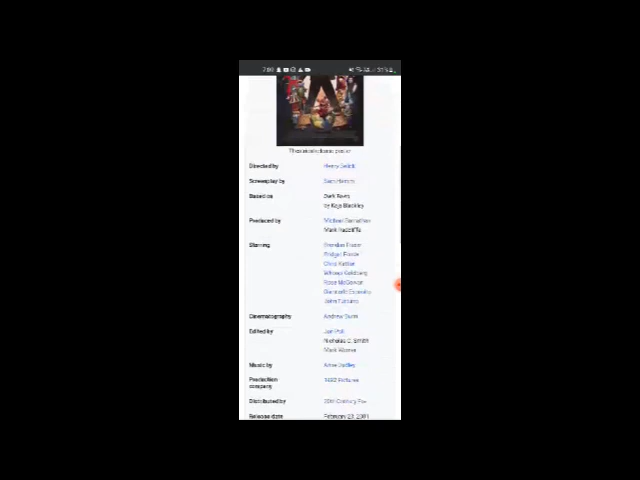 Theatrical release poster
Directed by Henry Selick
Screenplay by Sam Hamm
Based on Dark Town
by Kaja Blackley
Produced by Michael Barnathan
Mark Radcliffe
Starring Brendan Fraser
Bridget Fonda
Chris Kattan
Whoopi Goldberg
Rose McGowan
Giancarlo Esposito
John Turturro
Cinematography Andrew Dunn
Edited by Jon Poll
Nicholas C. Smith
Mark Warner
Music by Anne Dudley
Production 1492 Pictures
company
Distributed by 20th Century Fox
Release date February 23, 2001